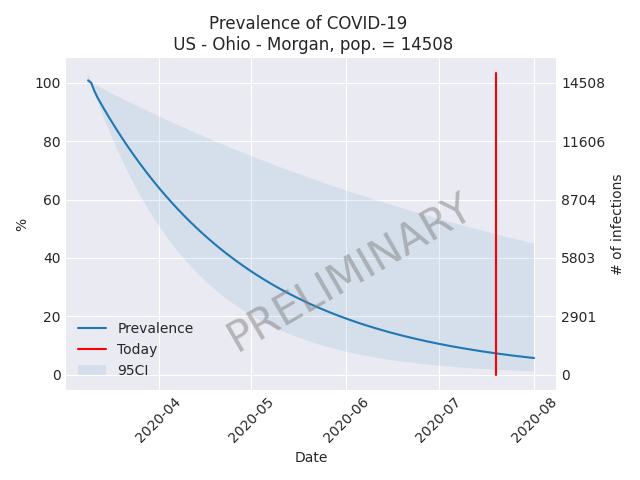 Prevalence of COVID-19
US - Ohio - Morgan, pop. = 14508
100
80
60
40
20
0
%
14508
11606
8704
5803
2901
0
# of infections
PRELIMINARY
Prevalence
Today
95CI
2020-04
2020-05
2020-06
2020-07
2020-08
Date